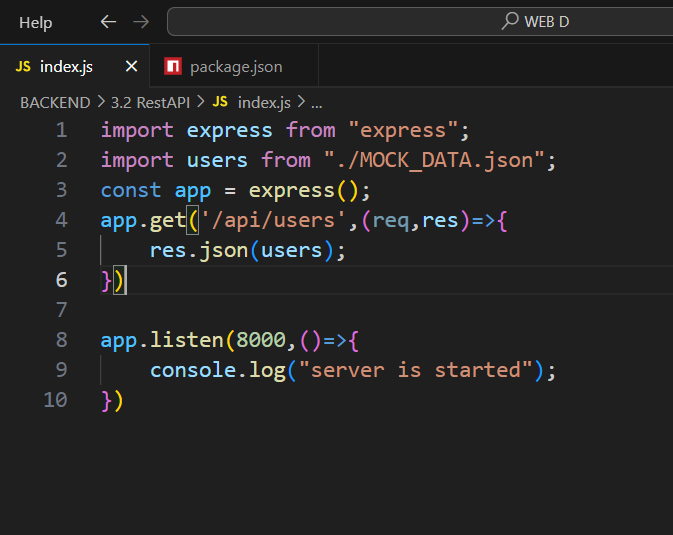 Help WEB D
JS index.js package.json
BACKEND > 3.2 RestAPI > JS index.js > ...
1 import express from "express";
2 import users from "./MOCK_DATA.json";
3 const app = express();
4 app.get('/api/users',(req,res)=>{
5     res.json(users);
6 })
7
8 app.listen(8000,()=>{
9     console.log("server is started");
10 })